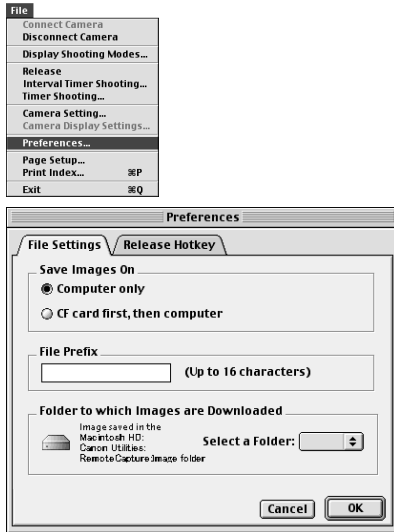 File
Connect Camera
Disconnect Camera
Display Shooting Modes...
Release
Interval Timer Shooting...
Timer Shooting...
Camera Setting...
Camera Display Settings...
Preferences...
Page Setup...
Print Index... ⌘P
Exit ⌘Q
Preferences
File Settings Release Hotkey
Save Images On
Computer only
CF card first, then computer
File Prefix
(Up to 16 characters)
Folder to which Images are Downloaded
Image saved in the
Macintosh HD:
Canon Utilities:
RemoteCapture:Image folder
Select a Folder:
Cancel OK